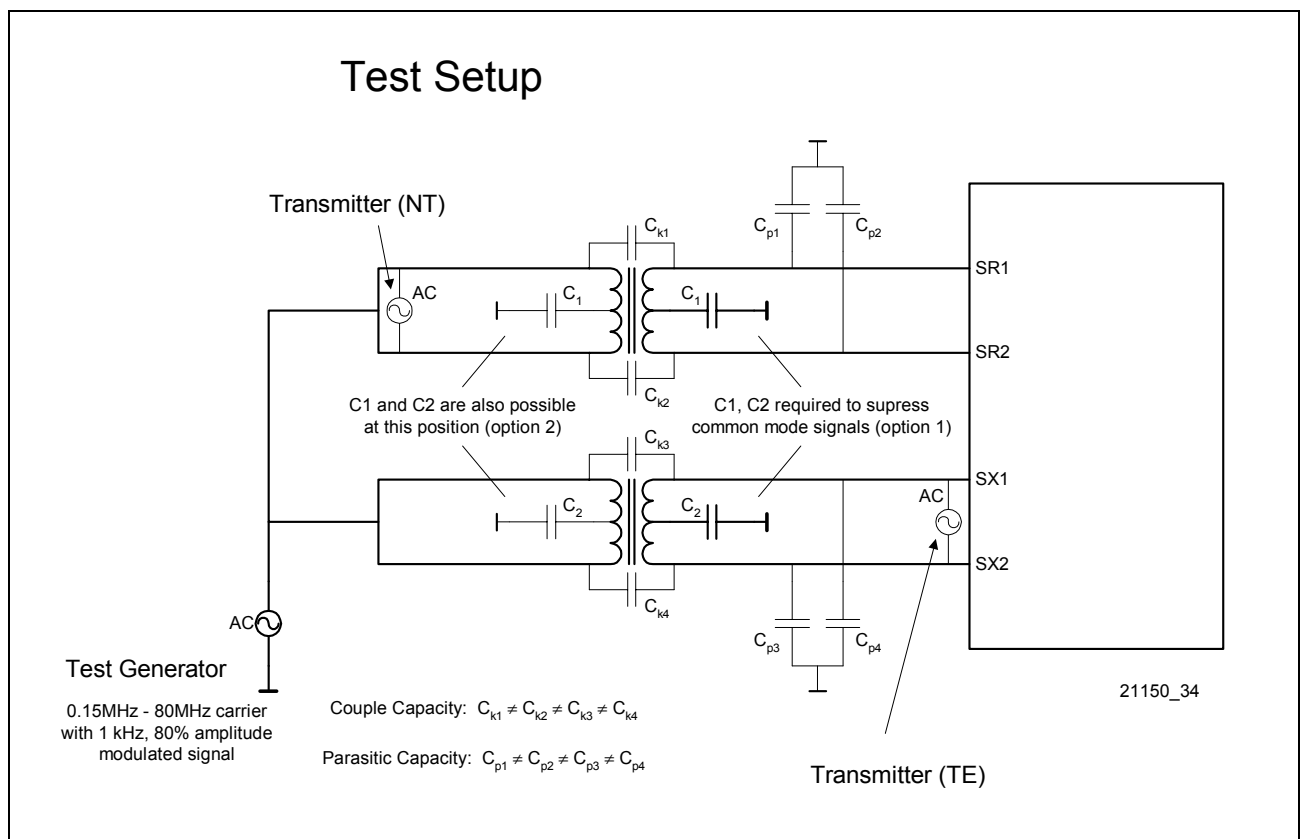 Test Setup
Transmitter (NT)
AC
Ck1
C1
C1
Ck2
Cp1
Cp2
SR1
SR2
C1 and C2 are also possible
at this position (option 2)
C1, C2 required to supress
common mode signals (option 1)
Ck3
C2
C2
Ck4
SX1
AC
SX2
Cp3
Cp4
AC
Test Generator
0.15MHz - 80MHz carrier
with 1 kHz, 80% amplitude
modulated signal
Couple Capacity: Ck1 ≠ Ck2 ≠ Ck3 ≠ Ck4
Parasitic Capacity: Cp1 ≠ Cp2 ≠ Cp3 ≠ Cp4
Transmitter (TE)
21150_34